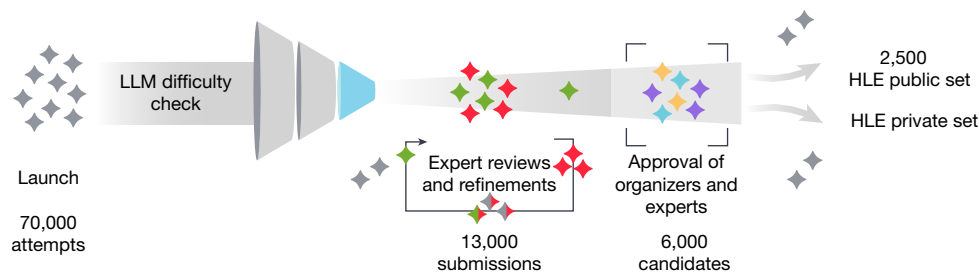 Launch
70,000
attempts
LLM difficulty
check
Expert reviews
and refinements
13,000
submissions
Approval of
organizers and
experts
6,000
candidates
2,500
HLE public set
HLE private set